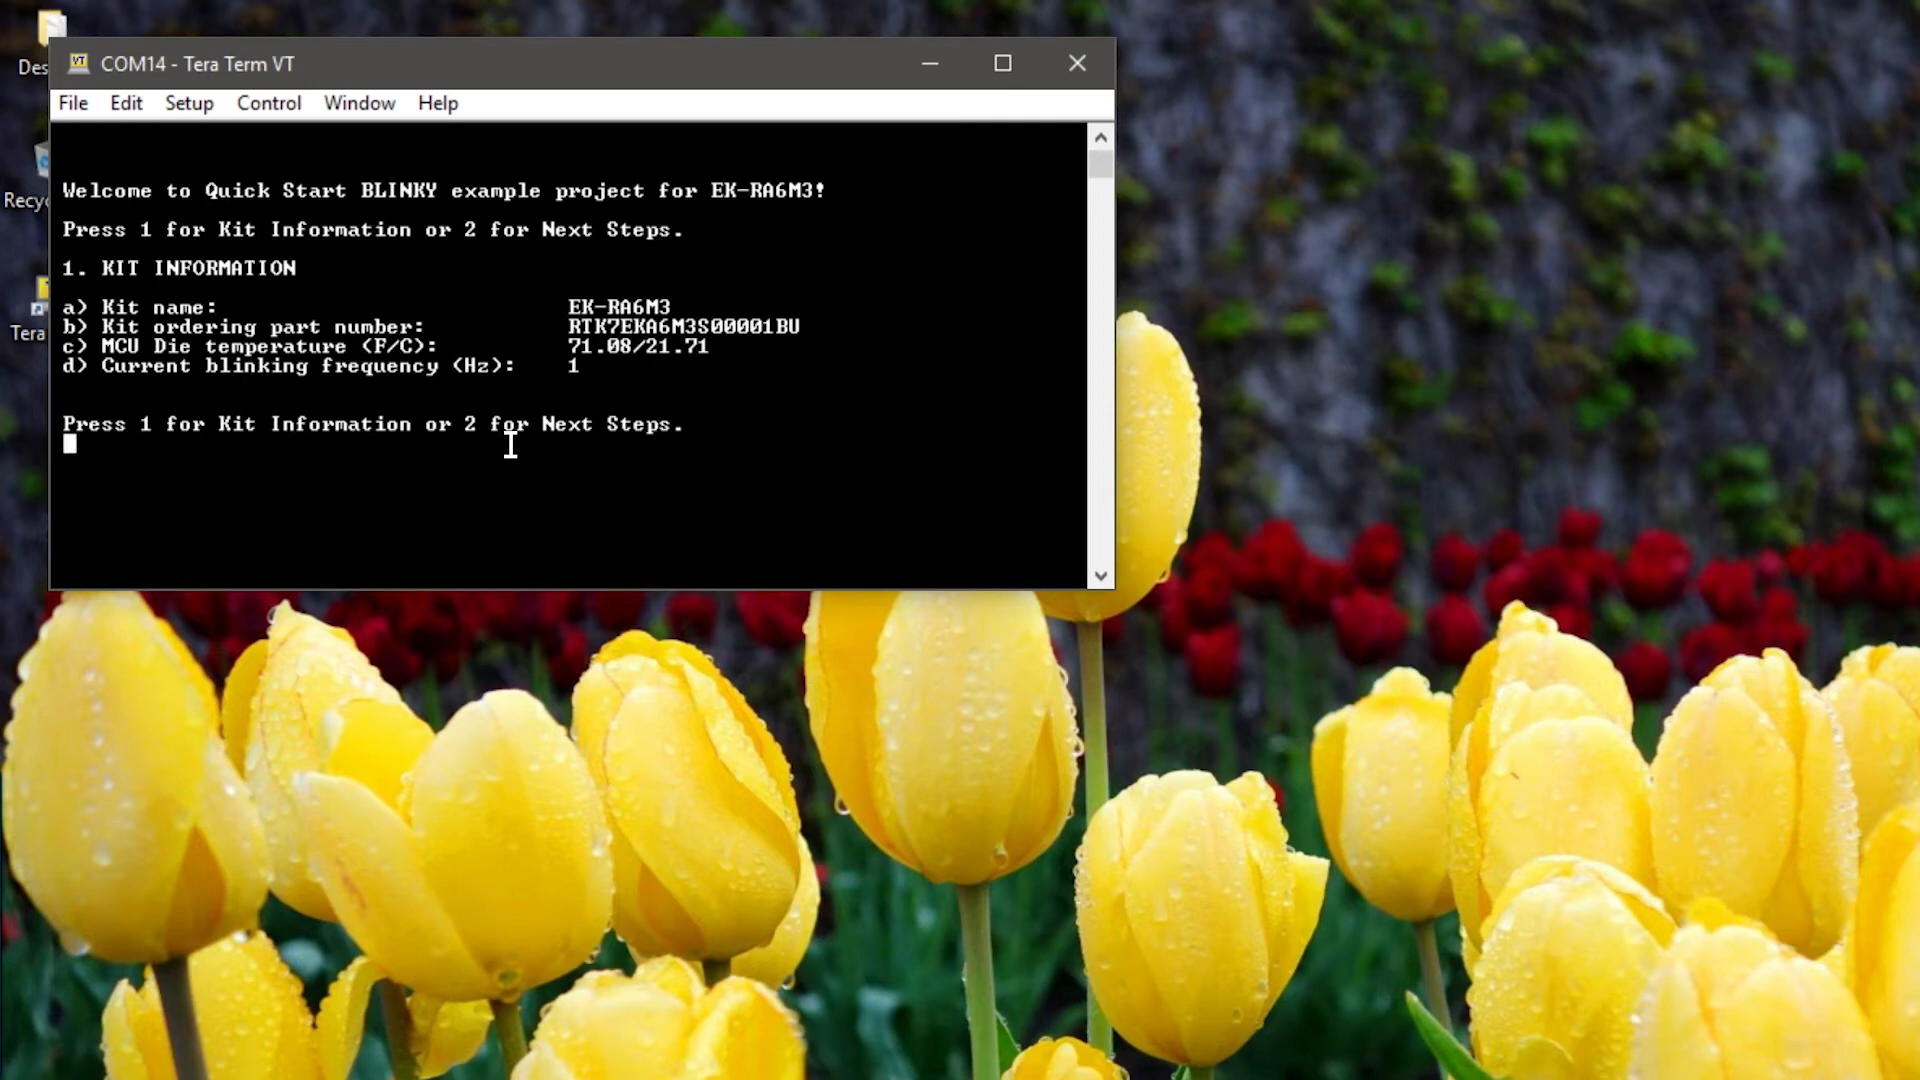 Des
COM14 - Tera Term VT
File Edit Setup Control Window Help
Welcome to Quick Start BLINKY example project for EK-RA6M3!
Press 1 for Kit Information or 2 for Next Steps.
1. KIT INFORMATION
a) Kit name: EK-RA6M3
b) Kit ordering part number: RTK7EKA6M3S00001BU
c) MCU Die temperature (F/C): 71.08/21.71
d) Current blinking frequency (Hz): 1
Press 1 for Kit Information or 2 for Next Steps.
Recyc
Tera